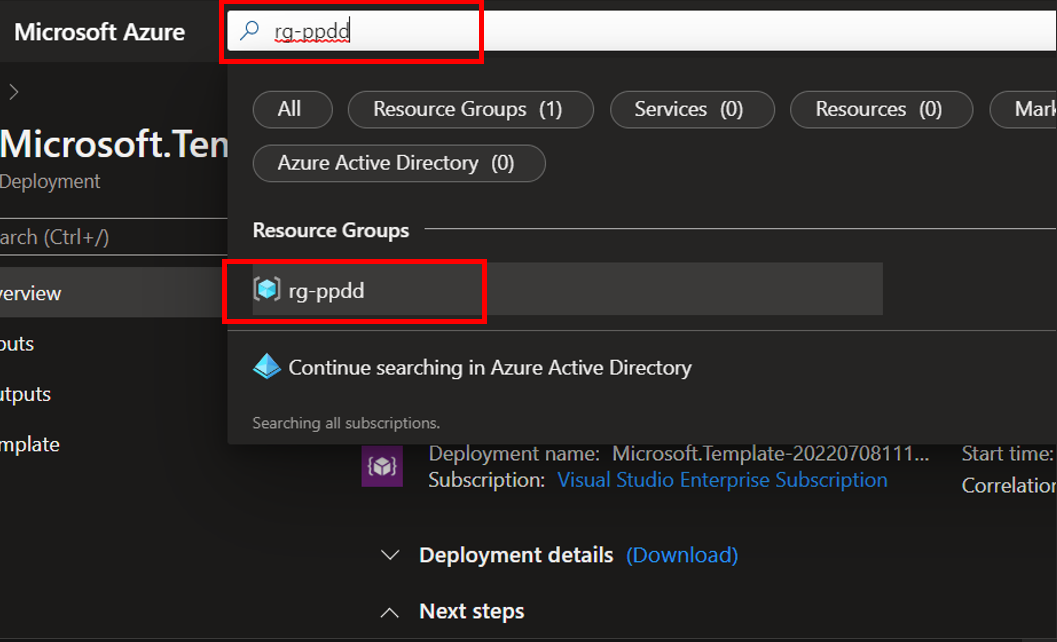 Microsoft Azure
rg-ppdd
All Resource Groups (1) Services (0) Resources (0) Mark
Azure Active Directory (0)
Microsoft.Ten
Deployment
arch (Ctrl+/)
Resource Groups
rg-ppdd
verview
outs
utputs
mplate
Continue searching in Azure Active Directory
Searching all subscriptions.
Deployment name: Microsoft.Template-20220708111... Start time:
Subscription: Visual Studio Enterprise Subscription Correlation
Deployment details (Download)
Next steps